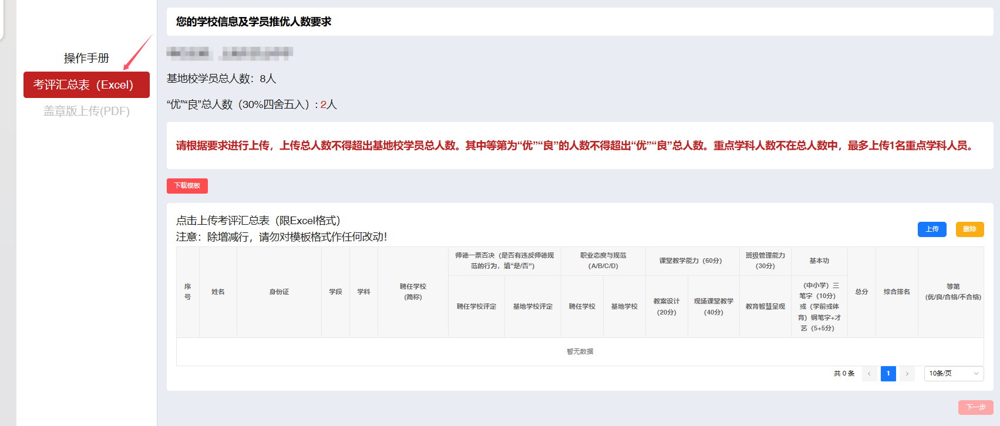 操作手册
考评汇总表（Excel）
盖章版上传(PDF)
您的学校信息及学员推优人数要求
基地校学员总人数：8人
“优”“良”总人数（30%四舍五入）: 2人
请根据要求进行上传，上传总人数不得超出基地校学员总人数。其中等第为“优”“良”的人数不得超出“优”“良”总人数。重点学科人数不在总人数中，最多上传1名重点学科人员。
下载模板
点击上传考评汇总表（限Excel格式）
注意：除增减行，请勿对模板格式作任何改动！
上传
删除
序
号
姓名
身份证
学段
学科
聘任学校
(简称)
师德一票否决（是否有违反师德规
范的行为，填“是/否”）
聘任学校评定
基地学校评定
职业态度与规范
(A/B/C/D)
聘任学校
基地学校
课堂教学能力（60分）
教案设计
（20分）
现场课堂教学
（40分）
班级管理能力
（30分）
教育智慧呈现
基本功
（中小学）三
笔字（10分）
或（学前或体
育）钢笔字+才
艺（5+5分）
总分
综合排名
等第
(优/良/合格/不合格)
暂无数据
共 0 条
1
10条/页
下一步